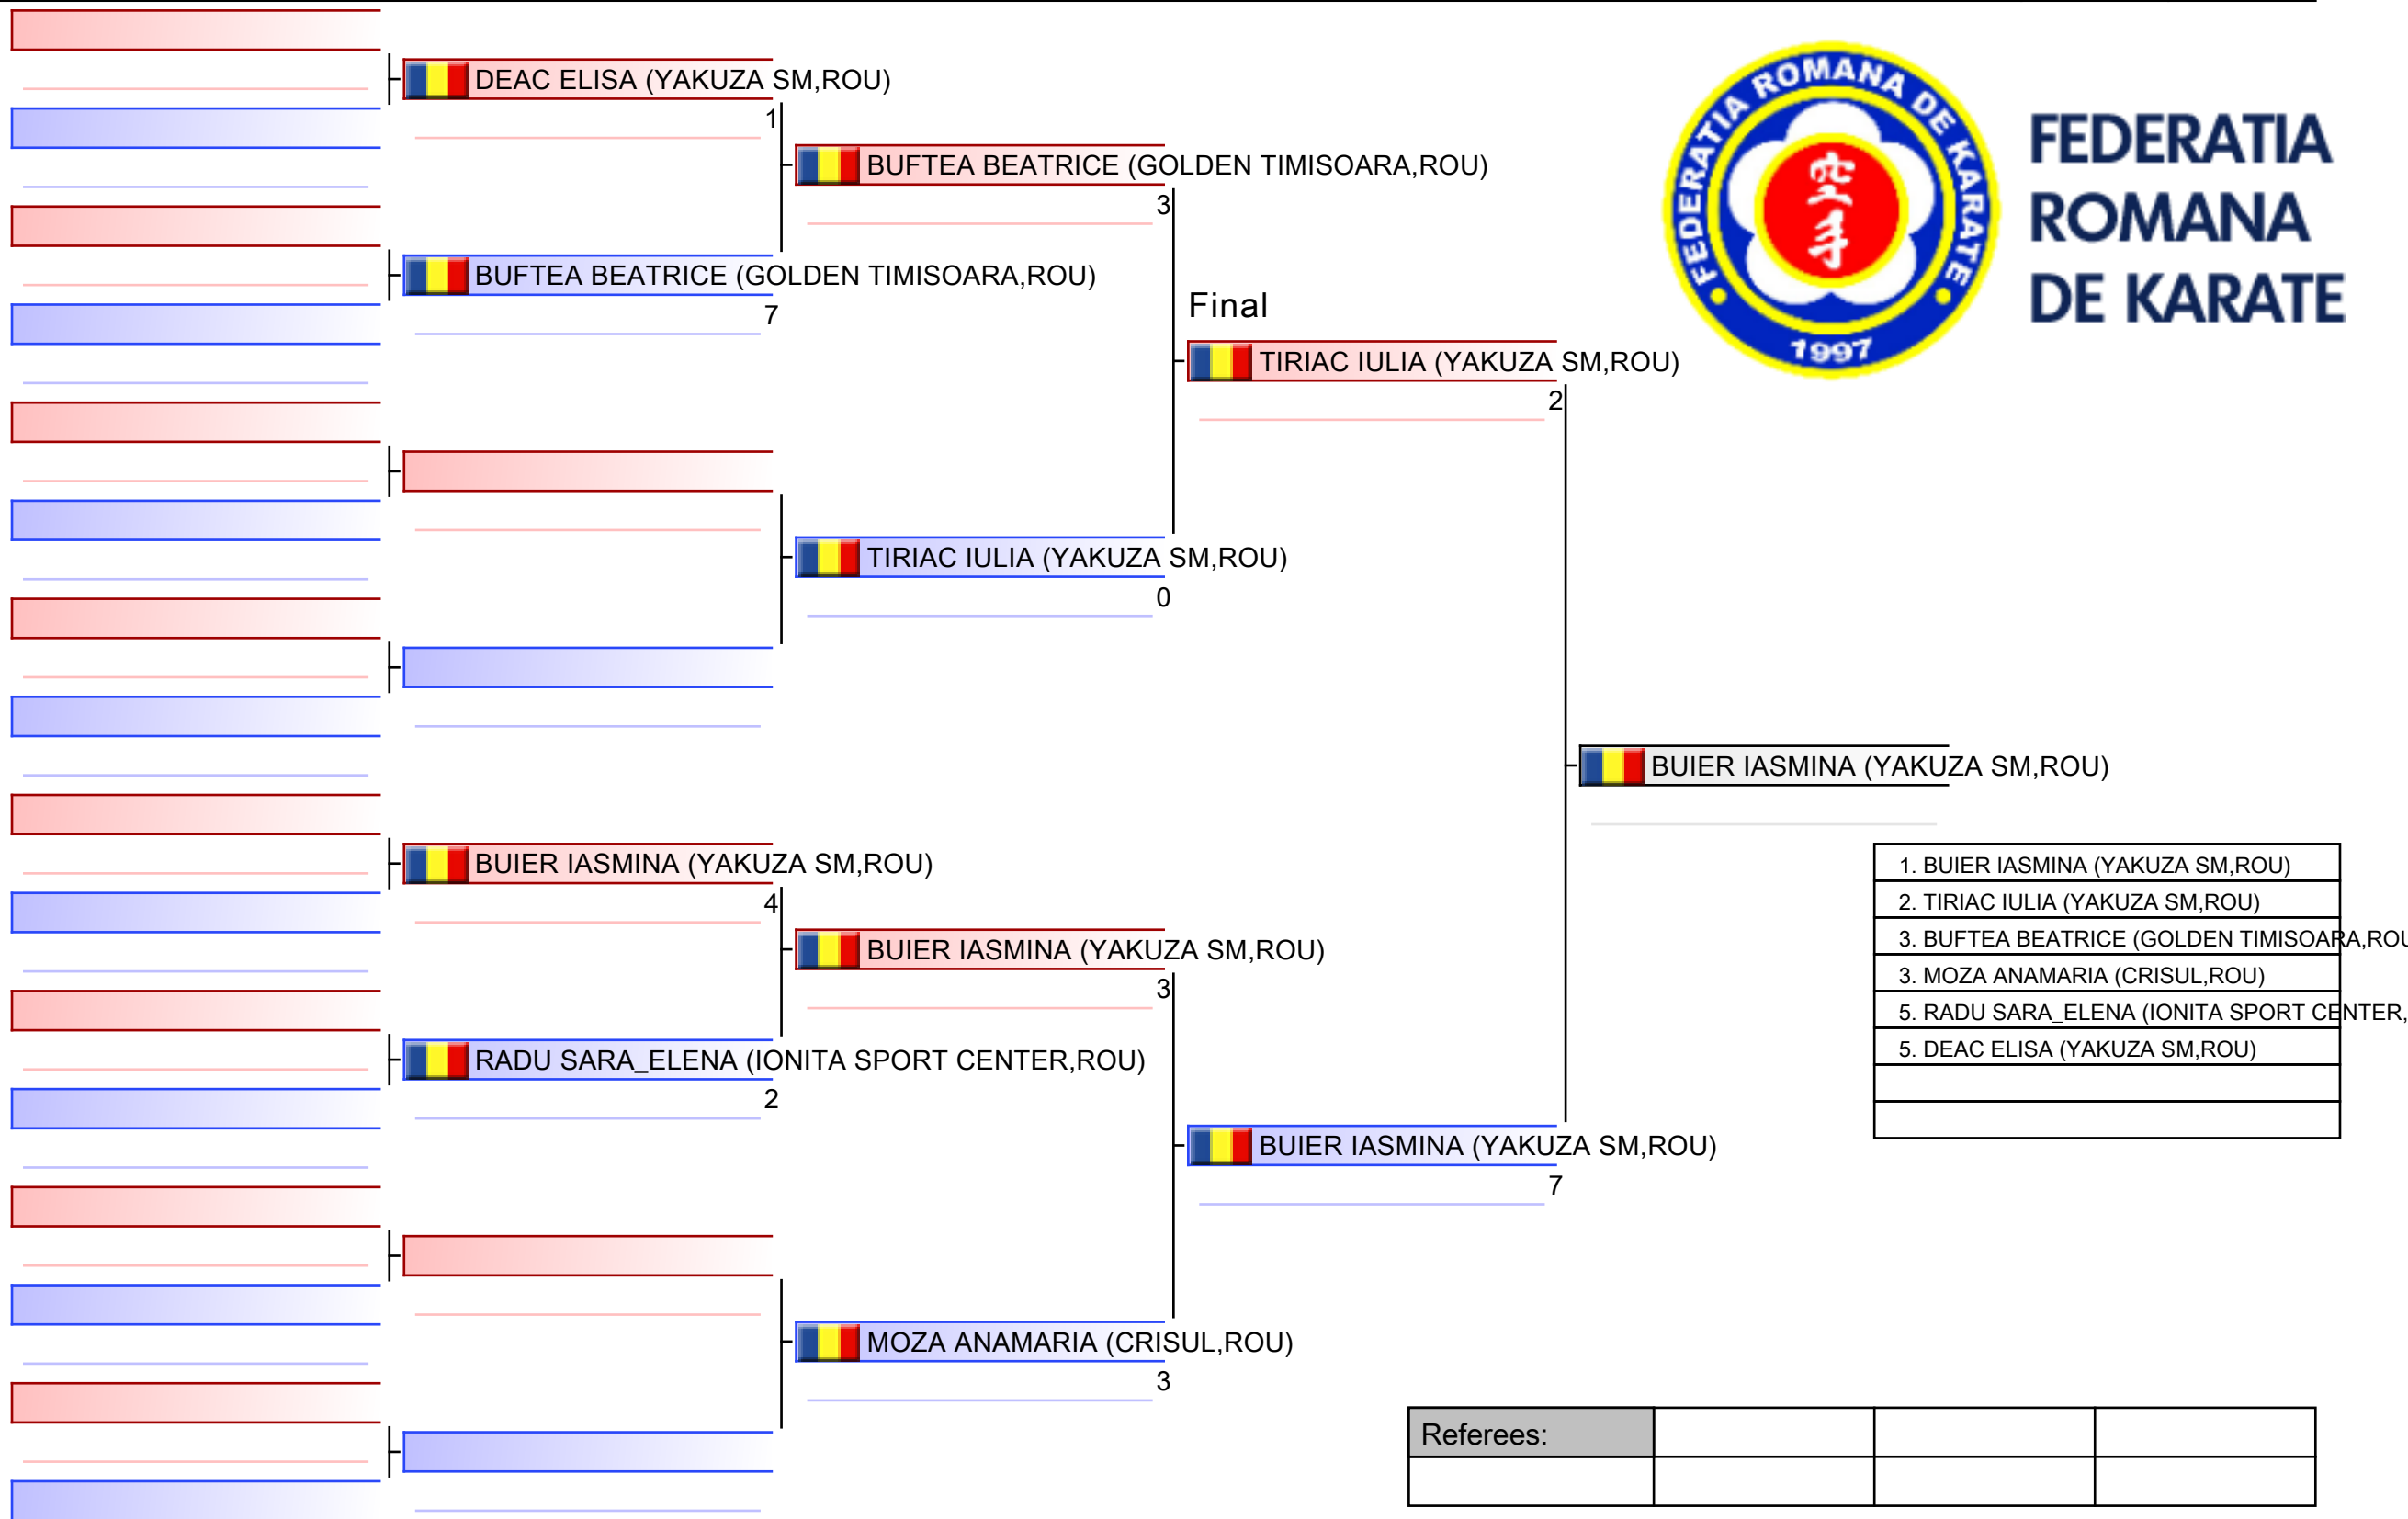 DEAC ELISA (YAKUZA SM,ROU)
1
BUFTEA BEATRICE (GOLDEN TIMISOARA,ROU)
3
BUFTEA BEATRICE (GOLDEN TIMISOARA,ROU)
7
Final
TIRIAC IULIA (YAKUZA SM,ROU)
2
TIRIAC IULIA (YAKUZA SM,ROU)
0
BUIER IASMINA (YAKUZA SM,ROU)
BUIER IASMINA (YAKUZA SM,ROU)
4
BUIER IASMINA (YAKUZA SM,ROU)
3
RADU SARA_ELENA (IONITA SPORT CENTER,ROU)
2
BUIER IASMINA (YAKUZA SM,ROU)
7
MOZA ANAMARIA (CRISUL,ROU)
3
FEDERATIA ROMANA DE KARATE
空手
1997
FEDERATIA
ROMANA
DE KARATE
1. BUIER IASMINA (YAKUZA SM,ROU)
2. TIRIAC IULIA (YAKUZA SM,ROU)
3. BUFTEA BEATRICE (GOLDEN TIMISOARA,ROU
3. MOZA ANAMARIA (CRISUL,ROU)
5. RADU SARA_ELENA (IONITA SPORT CENTER,
5. DEAC ELISA (YAKUZA SM,ROU)
Referees: